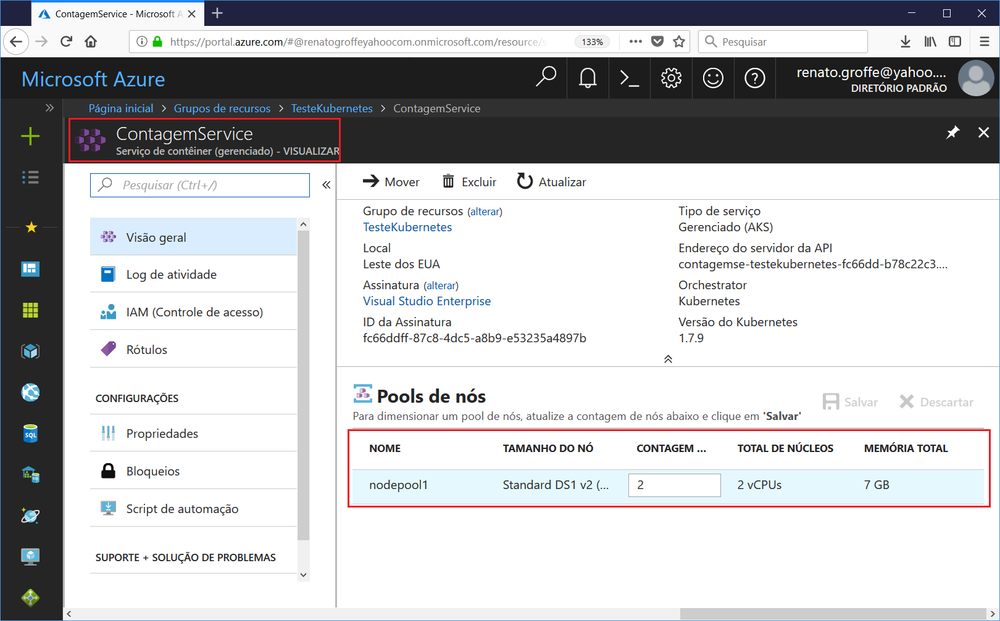 ContagemService - Microsoft A
https://portal.azure.com/#@renatogroffeyahoocom.onmicrosoft.com/resource/s
133%
Pesquisar
Microsoft Azure
renato.groffe@yahoo....
DIRETÓRIO PADRÃO
Página inicial > Grupos de recursos > TesteKubernetes > ContagemService
ContagemService
Serviço de contêiner (gerenciado) - VISUALIZAR
Pesquisar (Ctrl+/)
Visão geral
Log de atividade
IAM (Controle de acesso)
Rótulos
CONFIGURAÇÕES
Propriedades
Bloqueios
Script de automação
SUPORTE + SOLUÇÃO DE PROBLEMAS
Mover Excluir Atualizar
Grupo de recursos (alterar)
TesteKubernetes
Local
Leste dos EUA
Assinatura (alterar)
Visual Studio Enterprise
ID da Assinatura
fc66ddff-87c8-4dc5-a8b9-e53235a4897b
Tipo de serviço
Gerenciado (AKS)
Endereço do servidor da API
contagemse-testekubernetes-fc66dd-b78c22c3....
Orchestrator
Kubernetes
Versão do Kubernetes
1.7.9
Pools de nós
Salvar Descartar
Para dimensionar um pool de nós, atualize a contagem de nós abaixo e clique em 'Salvar'
NOME TAMANHO DO NÓ CONTAGEM ... TOTAL DE NÚCLEOS MEMÓRIA TOTAL
nodepool1 Standard DS1 v2 (... 2 2 vCPUs 7 GB